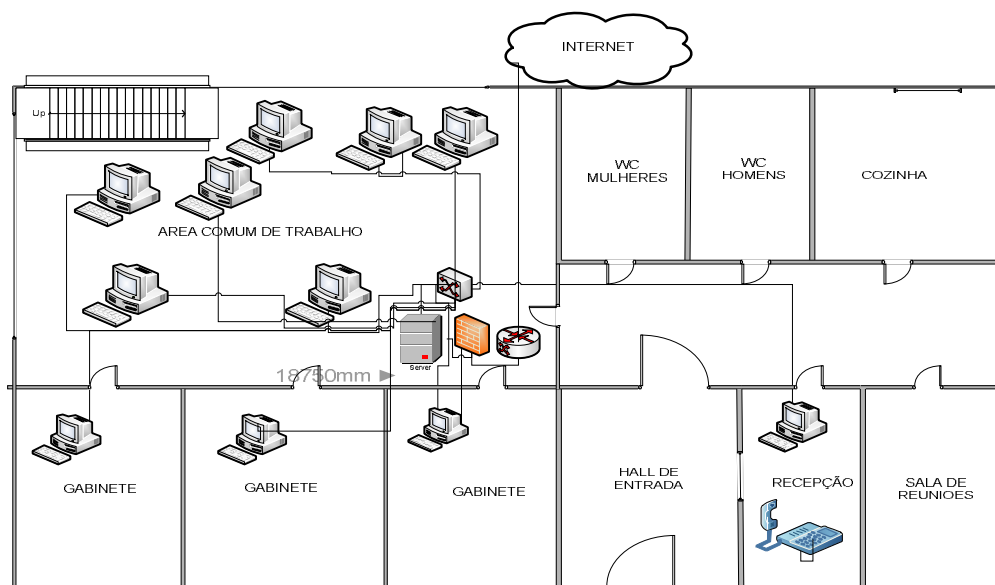 INTERNET
Up
WC
MULHERES
WC
HOMENS
COZINHA
AREA COMUM DE TRABALHO
Server
18750mm
GABINETE
GABINETE
GABINETE
HALL DE
ENTRADA
RECEPÇÃO
SALA DE
REUNIOES